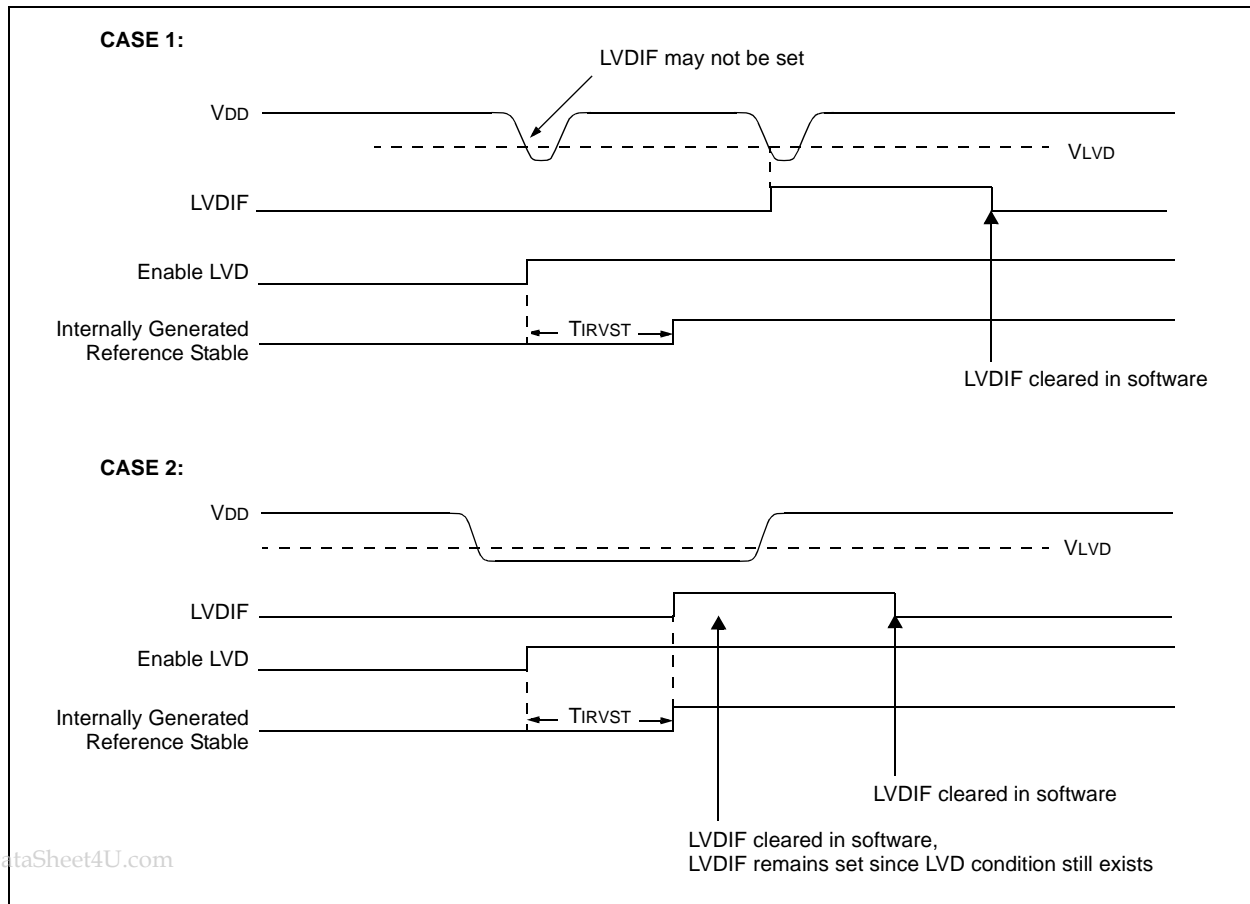 CASE 1:
LVDIF may not be set
VDD
VLVD
LVDIF
Enable LVD
TIRVST
Internally Generated
Reference Stable
LVDIF cleared in software
CASE 2:
VDD
VLVD
LVDIF
Enable LVD
TIRVST
Internally Generated
Reference Stable
LVDIF cleared in software
LVDIF cleared in software,
LVDIF remains set since LVD condition still exists
ataSheet4U.com